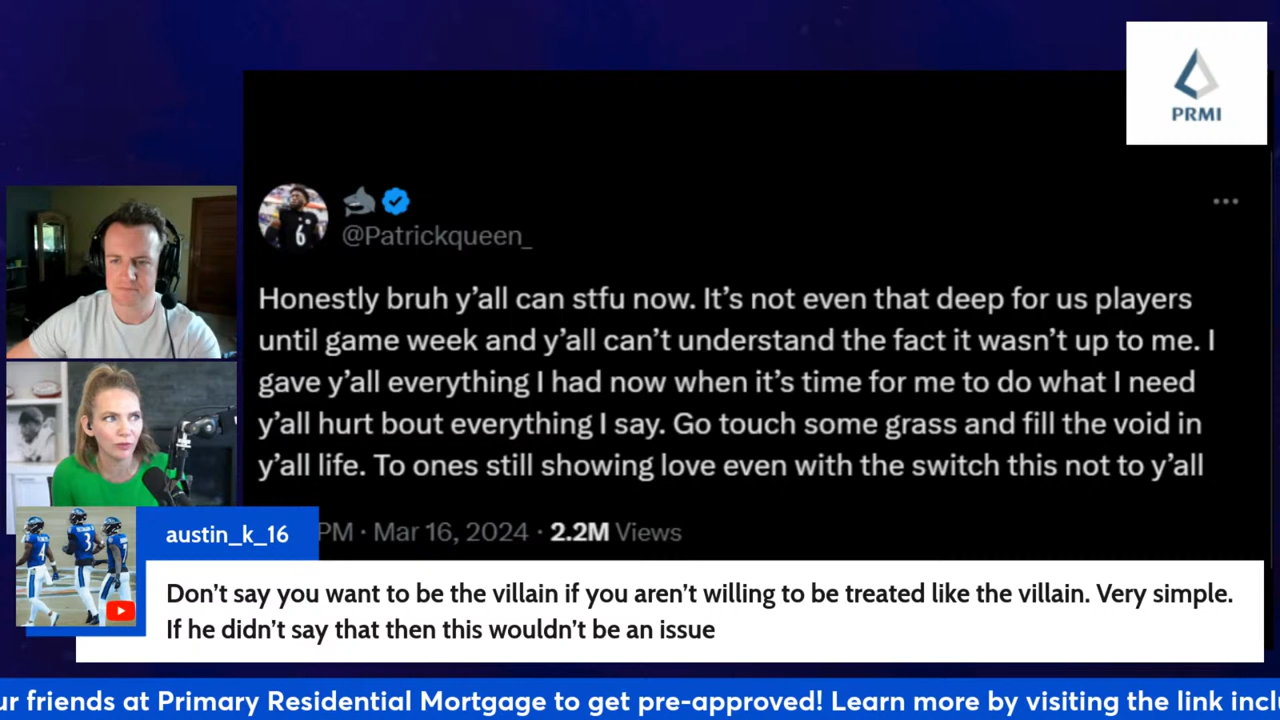 PRMI
@Patrickqueen_
Honestly bruh y’all can stfu now. It’s not even that deep for us players
until game week and y’all can’t understand the fact it wasn’t up to me. I
gave y’all everything I had now when it’s time for me to do what I need
y’all hurt bout everything I say. Go touch some grass and fill the void in
y’all life. To ones still showing love even with the switch this not to y’all
PM · Mar 16, 2024 · 2.2M Views
austin_k_16
Don’t say you want to be the villain if you aren’t willing to be treated like the villain. Very simple.
If he didn’t say that then this wouldn’t be an issue
ur friends at Primary Residential Mortgage to get pre-approved! Learn more by visiting the link incl
6
4
3